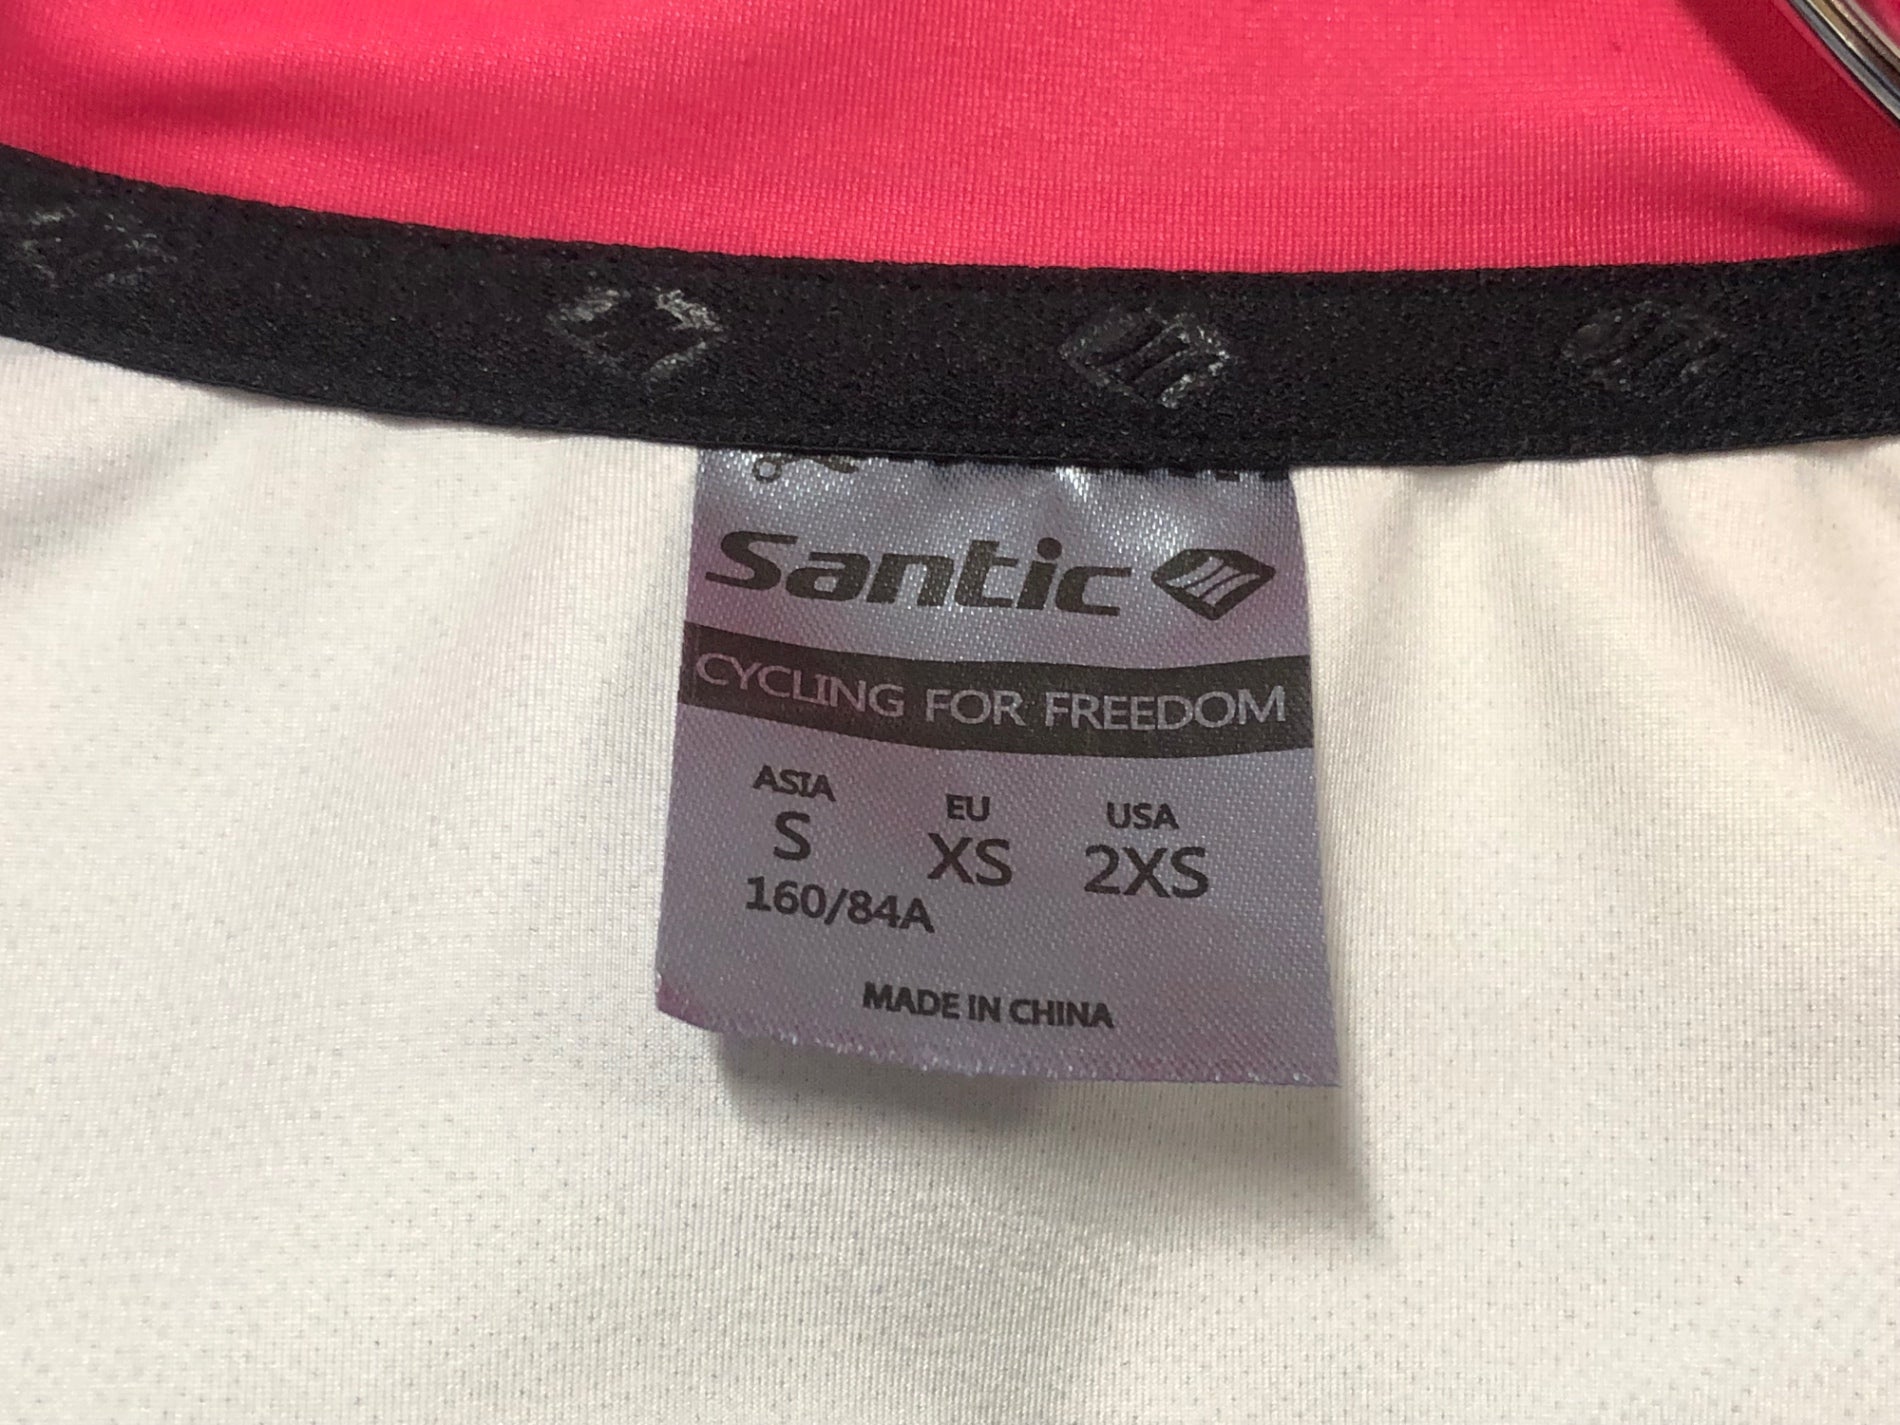 Santic
CYCLING FOR FREEDOM
ASIA EU USA
S XS 2XS
160/84A
MADE IN CHINA